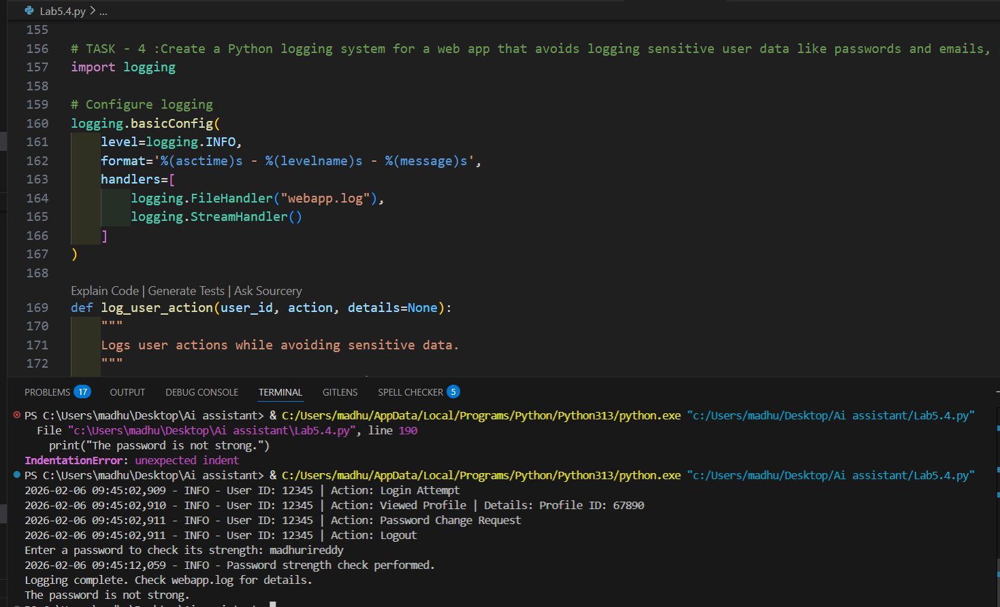 Lab5.4.py > ...
155
156 # TASK - 4 :Create a Python logging system for a web app that avoids logging sensitive user data like passwords and emails,
157 import logging
158
159 # Configure logging
160 logging.basicConfig(
161 level=logging.INFO,
162 format='%(asctime)s - %(levelname)s - %(message)s',
163 handlers=[
164 logging.FileHandler("webapp.log"),
165 logging.StreamHandler()
166 ]
167 )
168
Explain Code | Generate Tests | Ask Sourcery
169 def log_user_action(user_id, action, details=None):
170 """
171 Logs user actions while avoiding sensitive data.
172 """
PROBLEMS 17 OUTPUT DEBUG CONSOLE TERMINAL GITLENS SPELL CHECKER 5
PS C:\Users\madhu\Desktop\Ai assistant> & C:/Users/madhu/AppData/Local/Programs/Python/Python313/python.exe "c:/Users/madhu/Desktop/Ai assistant/Lab5.4.py"
File "c:\Users\madhu\Desktop\Ai assistant\Lab5.4.py", line 190
print("The password is not strong.")
IndentationError: unexpected indent
PS C:\Users\madhu\Desktop\Ai assistant> & C:/Users/madhu/AppData/Local/Programs/Python/Python313/python.exe "c:/Users/madhu/Desktop/Ai assistant/Lab5.4.py"
2026-02-06 09:45:02,909 - INFO - User ID: 12345 | Action: Login Attempt
2026-02-06 09:45:02,910 - INFO - User ID: 12345 | Action: Viewed Profile | Details: Profile ID: 67890
2026-02-06 09:45:02,911 - INFO - User ID: 12345 | Action: Password Change Request
2026-02-06 09:45:02,911 - INFO - User ID: 12345 | Action: Logout
Enter a password to check its strength: madhurireddy
2026-02-06 09:45:12,059 - INFO - Password strength check performed.
Logging complete. Check webapp.log for details.
The password is not strong.